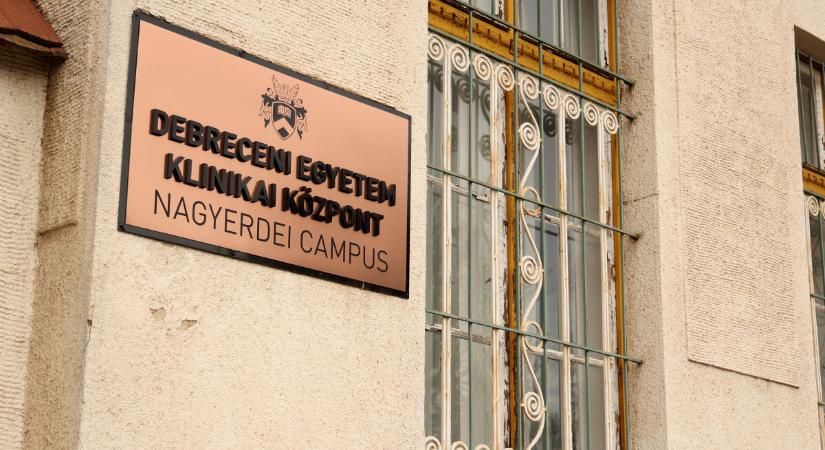 DEBRECENI EGYETEM
KLINIKAI KÖZPONT
NAGYERDEI CAMPUS